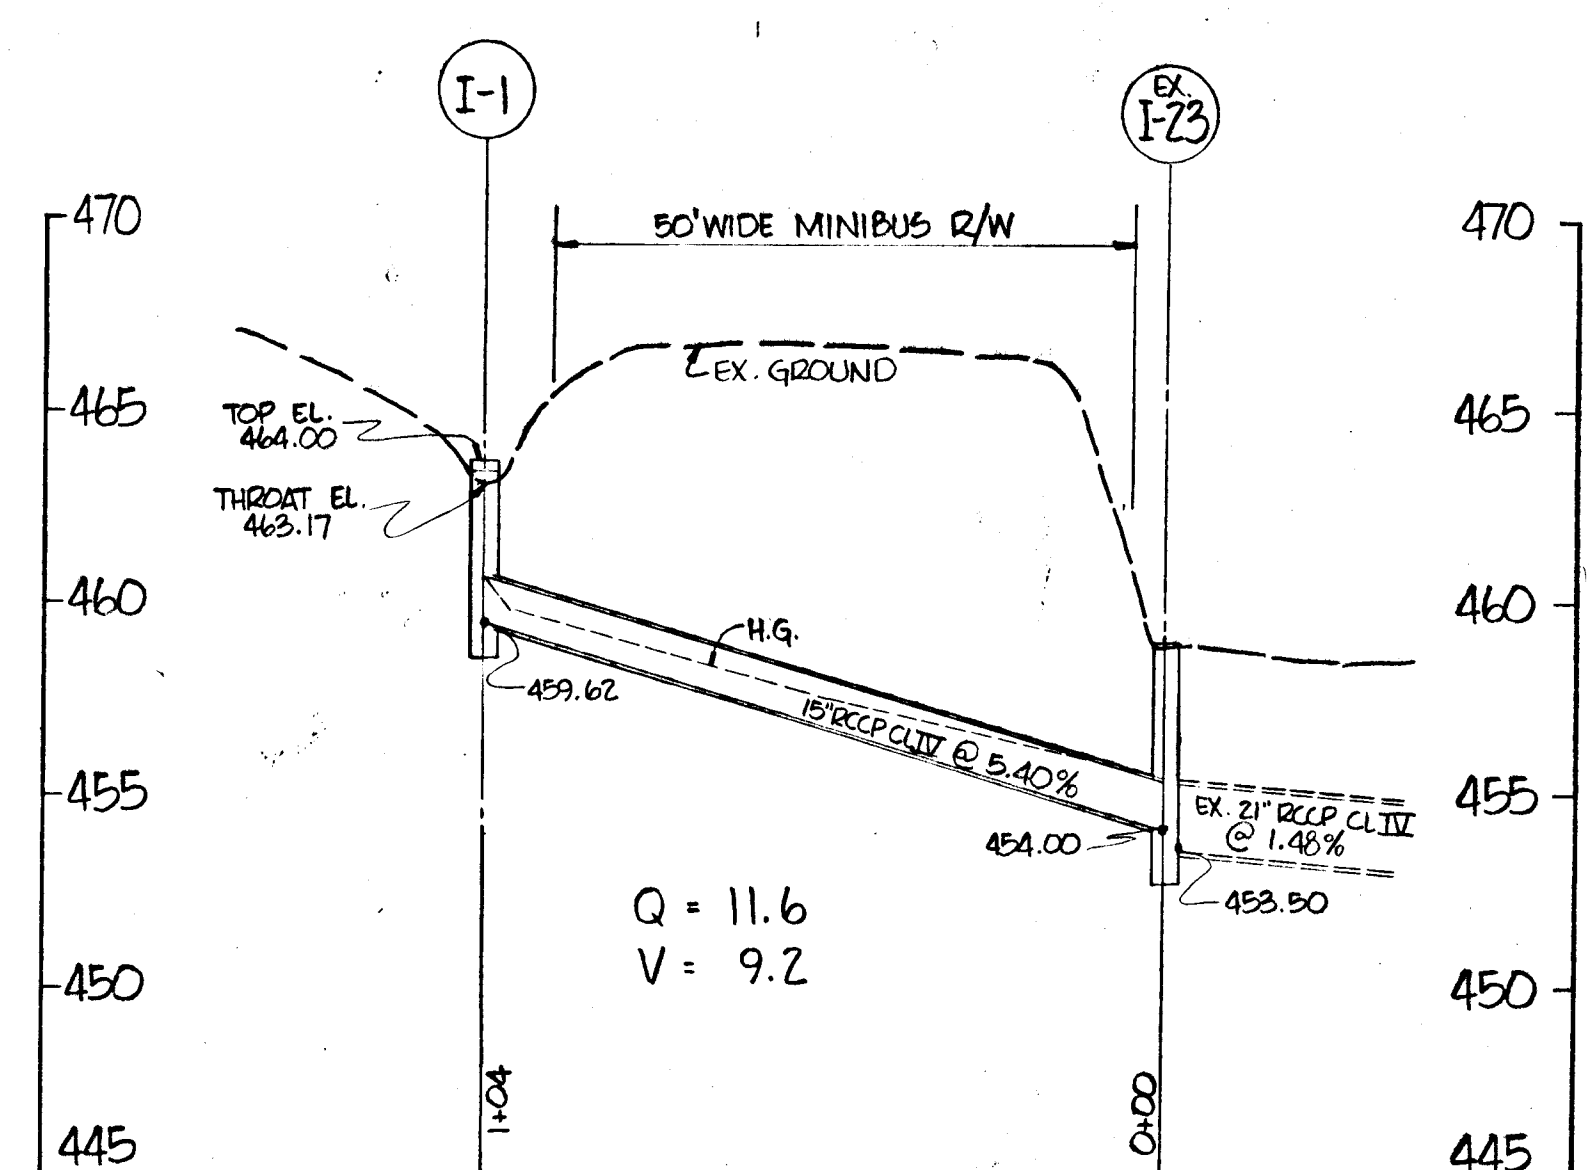 I-1
EX.
I-23
470
50' WIDE MINIBUS R/W
470
EX. GROUND
465
TOP EL.
464.00
465
THROAT EL.
463.17
460
460
H.G.
459.62
15" RCCP CL IV @ 5.40%
455
455
EX. 21" RCCP CL IV
@ 1.48%
454.00
453.50
Q = 11.6
V = 9.2
450
450
1+04
0+00
445
445